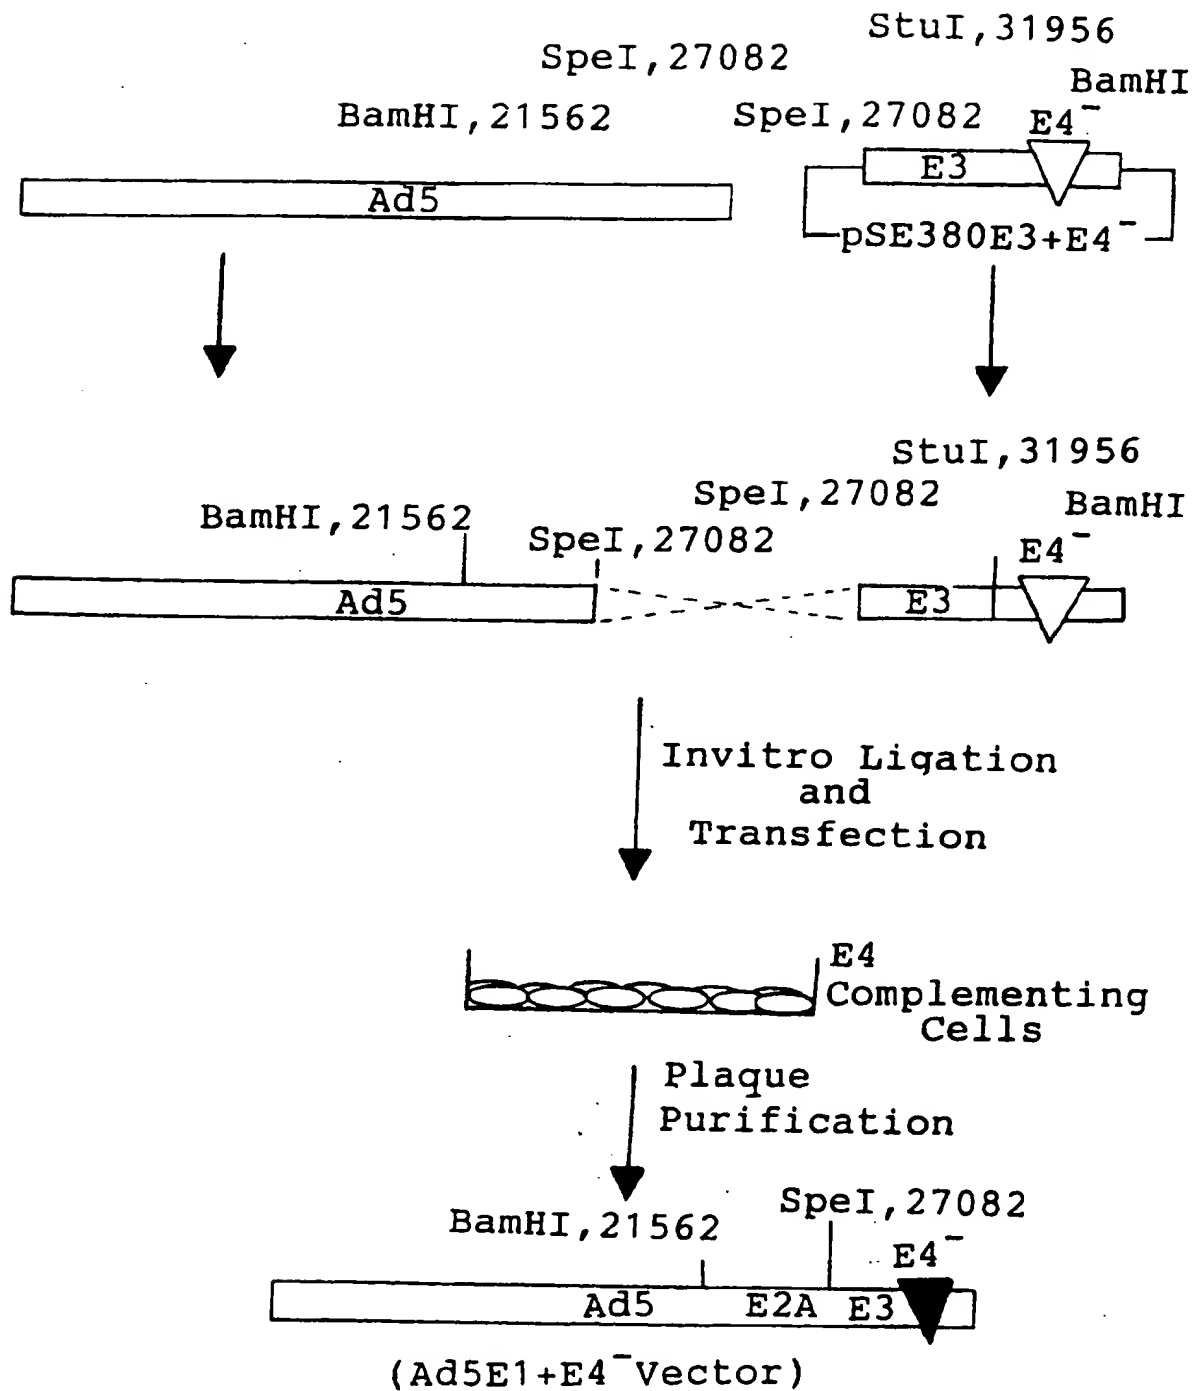 StuI,31956
SpeI,27082
BamHI
BamHI,21562
SpeI,27082
E4⁻
Ad5
E3
pSE380E3+E4⁻
StuI,31956
SpeI,27082
BamHI
BamHI,21562
SpeI,27082
E4⁻
Ad5
E3
Invitro Ligation
and
Transfection
E4
Complementing
Cells
Plaque
Purification
SpeI,27082
BamHI,21562
E4⁻
Ad5
E2A
E3
(Ad5E1+E4⁻Vector)